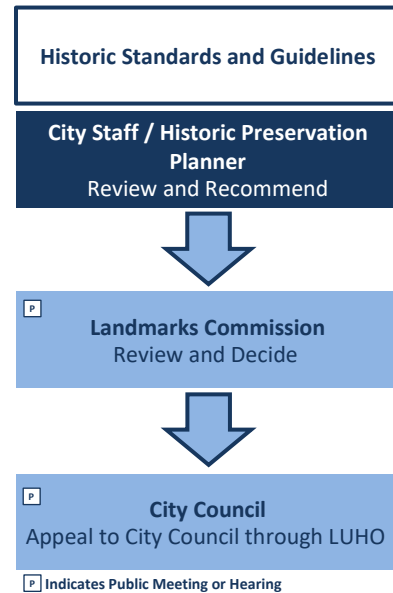 Historic Standards and Guidelines
City Staff / Historic Preservation
Planner
Review and Recommend
P
Landmarks Commission
Review and Decide
P
City Council
Appeal to City Council through LUHO
P Indicates Public Meeting or Hearing